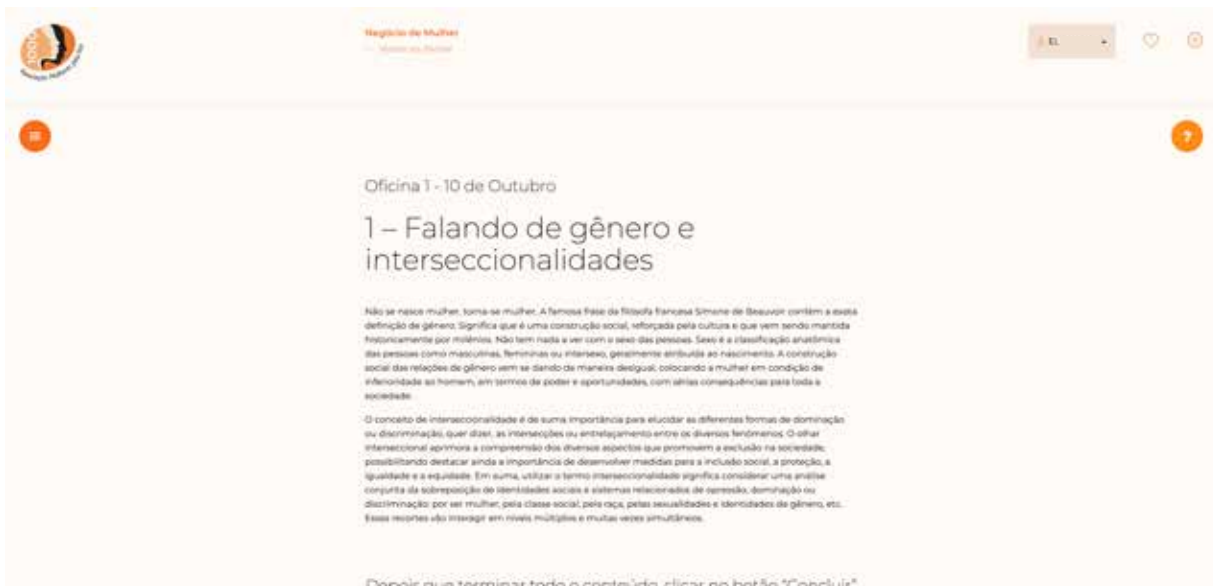 1000
Associação Mulheres pela Paz
Negócio de Mulher
EL
?
Oficina 1 - 10 de Outubro
1 – Falando de gênero e
interseccionalidades
Não se nasce mulher, torna-se mulher. A famosa frase da filósofa francesa Simone de Beauvoir contém a exata
definição de gênero. Significa que é uma construção social, reforçada pela cultura e que vem sendo mantida
historicamente por milênios. Não tem nada a ver com o sexo das pessoas. Sexo é a classificação anatômica
das pessoas como masculinas, femininas ou intersexo, geralmente atribuída ao nascimento. A construção
social das relações de gênero vem se dando de maneira desigual, colocando a mulher em condição de
inferioridade ao homem, em termos de poder e oportunidades, com sérias consequências para toda a
sociedade.
O conceito de interseccionalidade é de suma importância para elucidar as diferentes formas de dominação
ou discriminação, quer dizer, as intersecções ou entrelaçamento entre os diversos fenômenos. O olhar
interseccional aprimora a compreensão dos diversos aspectos que promovem a exclusão na sociedade,
possibilitando destacar ainda a importância de desenvolver medidas para a inclusão social, a proteção, a
igualdade e a equidade. Em suma, utilizar o termo interseccionalidade significa considerar uma análise
conjunta da sobreposição de identidades sociais e sistemas relacionados de opressão, dominação ou
discriminação: por ser mulher, pela classe social, pela raça, pelas sexualidades e identidades de gênero, etc.
Esses recortes vão interagir em níveis múltiplos e muitas vezes simultâneos.
Depois que terminar todo o conteúdo, clicar no botão "Concluir"